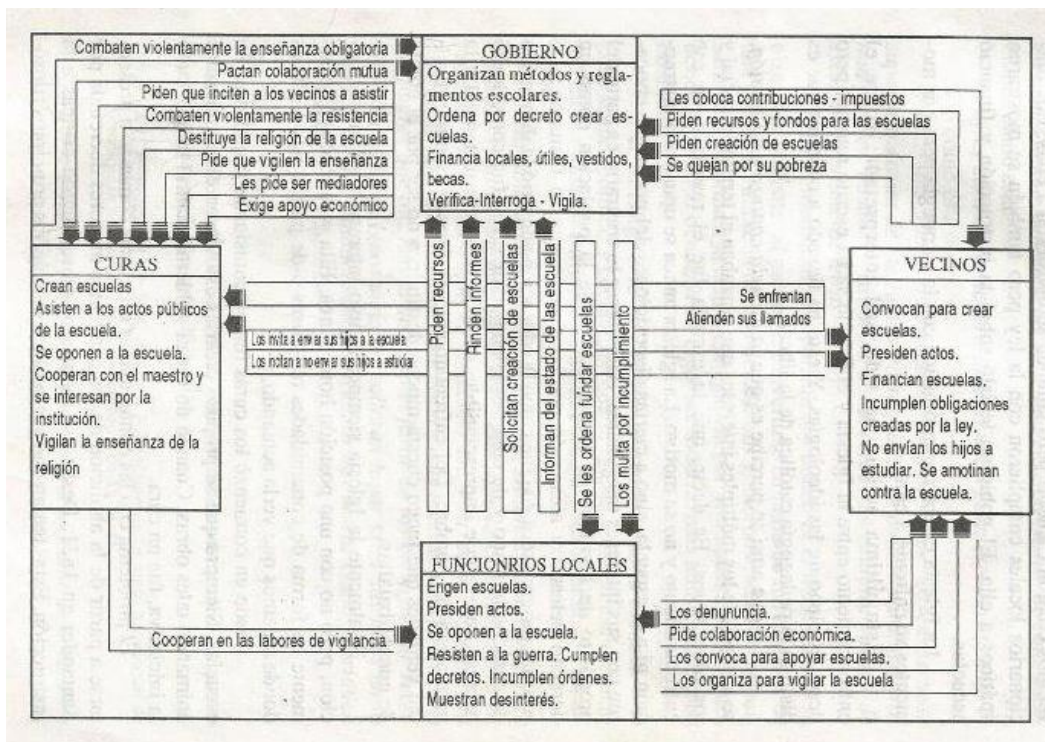 Combaten violentamente la enseñanza obligatoria
Pactan colaboración mutua
Piden que inciten a los vecinos a asistir
Combaten violentamente la resistencia
Destituye la religión de la escuela
Pide que vigilen la enseñanza
Les pide ser mediadores
Exige apoyo económico
GOBIERNO
Organizan métodos y regla-
mentos escolares.
Ordena por decreto crear es-
cuelas.
Financia locales, útiles, vestidos,
becas.
Verifica-Interroga - Vigila.
Les coloca contribuciones - impuestos
Piden recursos y fondos para las escuelas
Piden creación de escuelas
Se quejan por su pobreza
CURAS
Crean escuelas
Asisten a los actos públicos
de la escuela.
Se oponen a la escuela.
Cooperan con el maestro y
se interesan por la
institución.
Vigilan la enseñanza de la
religión
Los invita a enviar sus hijos a la escuela
Los incitan a no enviar sus hijos a estudiar
Piden recursos
Rinden Informes
Solicitan creación de escuelas
Informan del estado de las escuela
Se les ordena fundar escuelas
Los multa por incumplimiento
Se enfrentan
Atienden sus llamados
VECINOS
Convocan para crear
escuelas.
Presiden actos.
Financian escuelas.
Incumplen obligaciones
creadas por la ley.
No envían los hijos a
estudiar. Se amotinan
contra la escuela.
Cooperan en las labores de vigilancia
FUNCIONRIOS LOCALES
Erigen escuelas.
Presiden actos.
Se oponen a la escuela.
Resisten a la guerra. Cumplen
decretos. Incumplen órdenes.
Muestran desinterés.
Los denununcia.
Pide colaboración económica.
Los convoca para apoyar escuelas.
Los organiza para vigilar la escuela